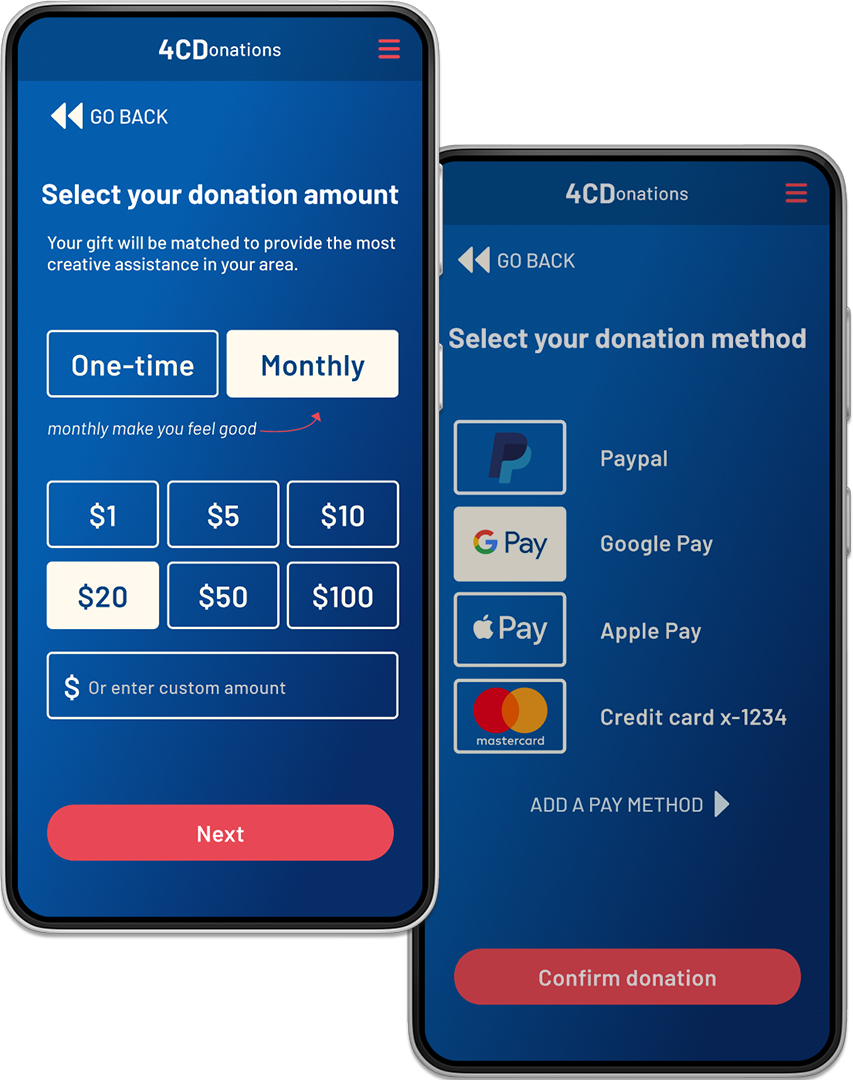 4CDonations
GO BACK
Select your donation amount
Your gift will be matched to provide the most
creative assistance in your area.
One-time
Monthly
monthly make you feel good
$1
$5
$10
$20
$50
$100
$ Or enter custom amount
Next
4CDonations
GO BACK
Select your donation method
Paypal
G Pay
Google Pay
Pay
Apple Pay
mastercard
Credit card x-1234
ADD A PAY METHOD
Confirm donation